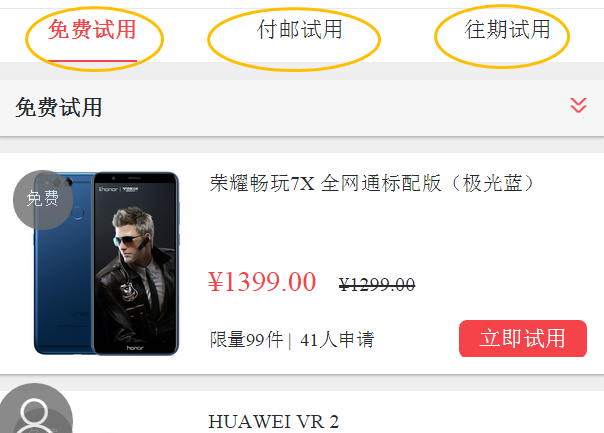 免费试用 付邮试用 往期试用
免费试用
免费
荣耀畅玩7X 全网通标配版（极光蓝）
honor
honor
¥1399.00 ¥1299.00
限量99件 | 41人申请
立即试用
HUAWEI VR 2